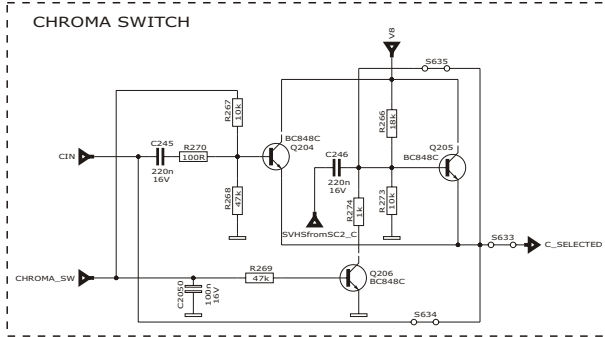 CHROMA SWITCH
V8
S635
R267
10k
R266
18k
BC848C
Q204
C245
R270
100R
220n
16V
CIN
C246
220n
16V
Q205
BC848C
R268
47k
R274
1k
R273
10k
SVHSfromSC2_C
S633
C_SELECTED
CHROMA_SW
R269
47k
Q206
BC848C
C2050
100n
16V
S634